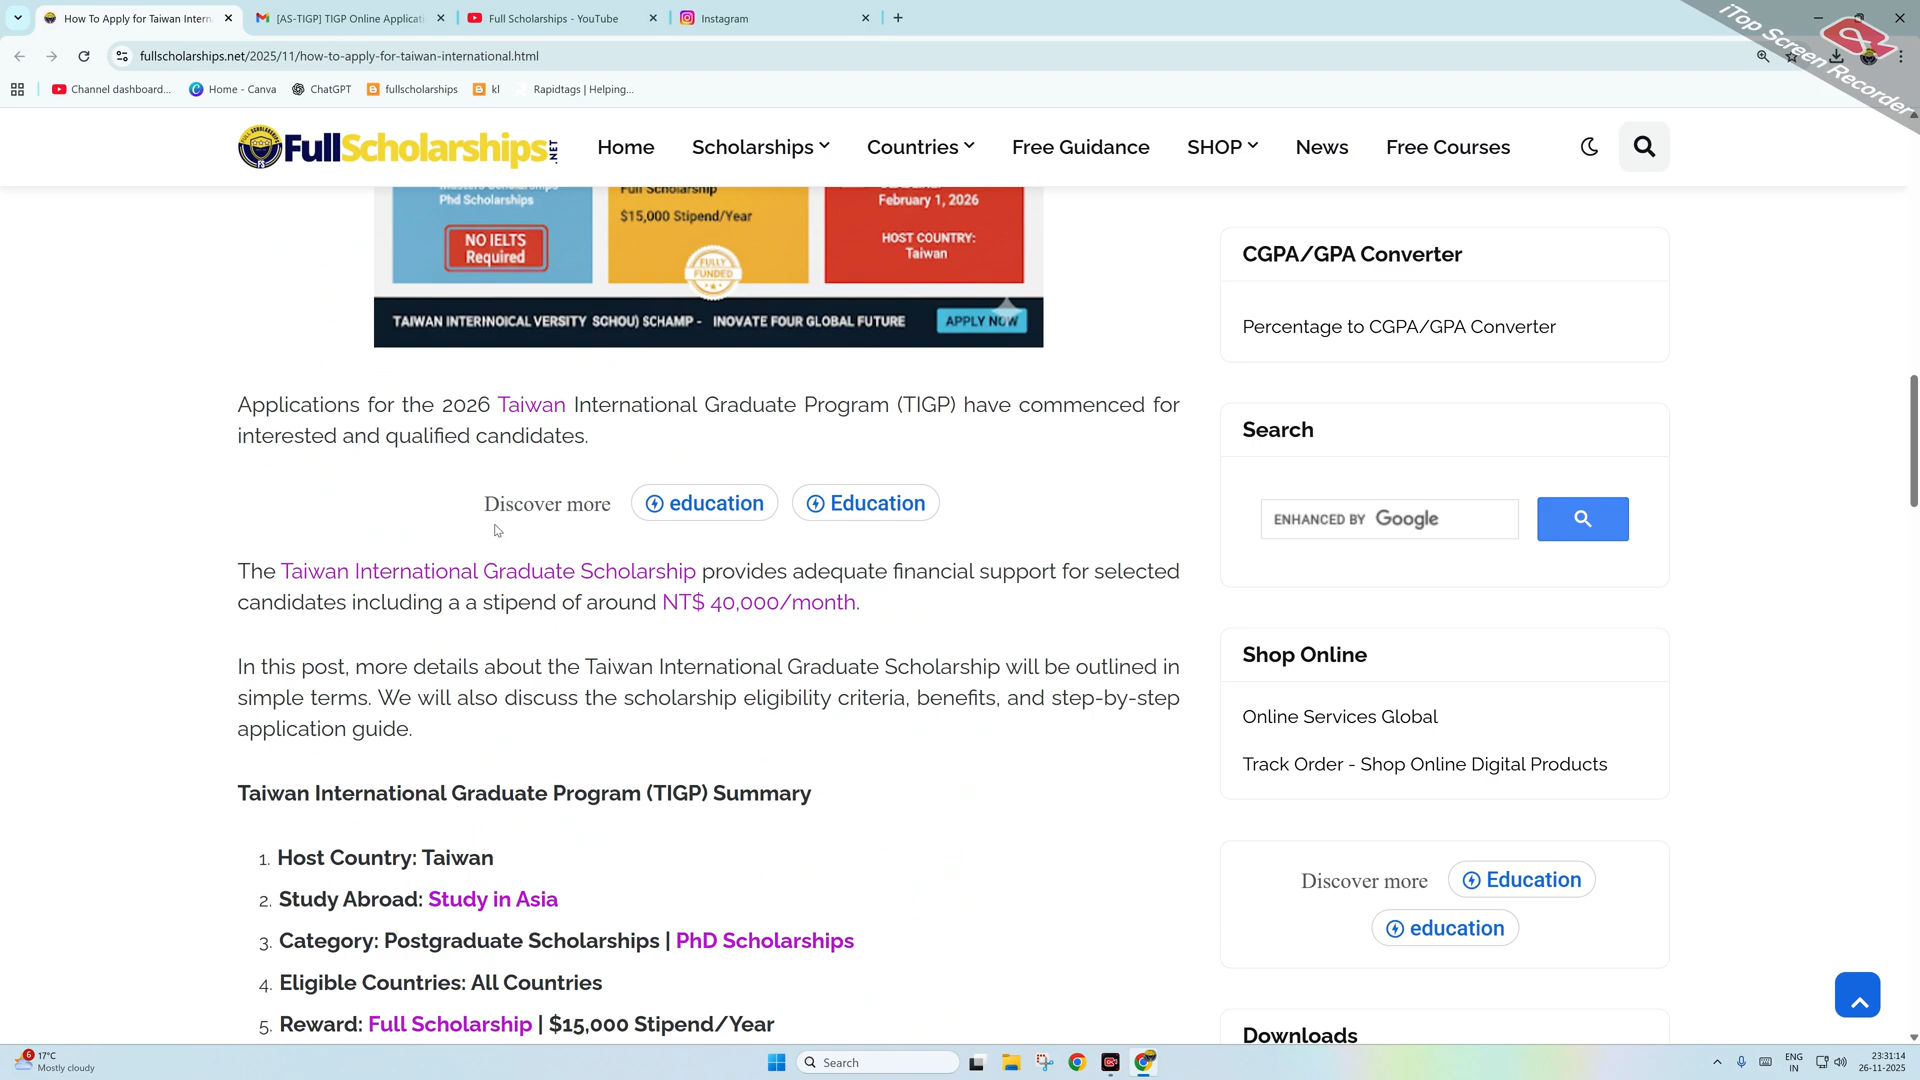 How To Apply for Taiwan Intern
[AS-TIGP] TIGP Online Applicati
Full Scholarships - YouTube
Instagram
iTop Screen Recorder
fullscholarships.net/2025/11/how-to-apply-for-taiwan-international.html
Channel dashboard...
Home - Canva
ChatGPT
fullscholarships
kl
Rapidtags | Helping...
FullScholarships.NET
Home
Scholarships
Countries
Free Guidance
SHOP
News
Free Courses
Masters Scholarships
Phd Scholarships
NO IELTS
Required
Full Scholarship
$15,000 Stipend/Year
FULLY
FUNDED
February 1, 2026
HOST COUNTRY:
Taiwan
TAIWAN INTERINOICAL VERSITY SCHOU) SCHAMP - INOVATE FOUR GLOBAL FUTURE
APPLY NOW
Applications for the 2026 Taiwan International Graduate Program (TIGP) have commenced for
interested and qualified candidates.
Discover more
education
Education
The Taiwan International Graduate Scholarship provides adequate financial support for selected
candidates including a a stipend of around NT$ 40,000/month.
In this post, more details about the Taiwan International Graduate Scholarship will be outlined in
simple terms. We will also discuss the scholarship eligibility criteria, benefits, and step-by-step
application guide.
Taiwan International Graduate Program (TIGP) Summary
1. Host Country: Taiwan
2. Study Abroad: Study in Asia
3. Category: Postgraduate Scholarships | PhD Scholarships
4. Eligible Countries: All Countries
5. Reward: Full Scholarship | $15,000 Stipend/Year
CGPA/GPA Converter
Percentage to CGPA/GPA Converter
Search
ENHANCED BY Google
Shop Online
Online Services Global
Track Order - Shop Online Digital Products
Discover more
Education
education
Downloads
6
17°C
Mostly cloudy
Search
ENG
IN
23:31:14
26-11-2025